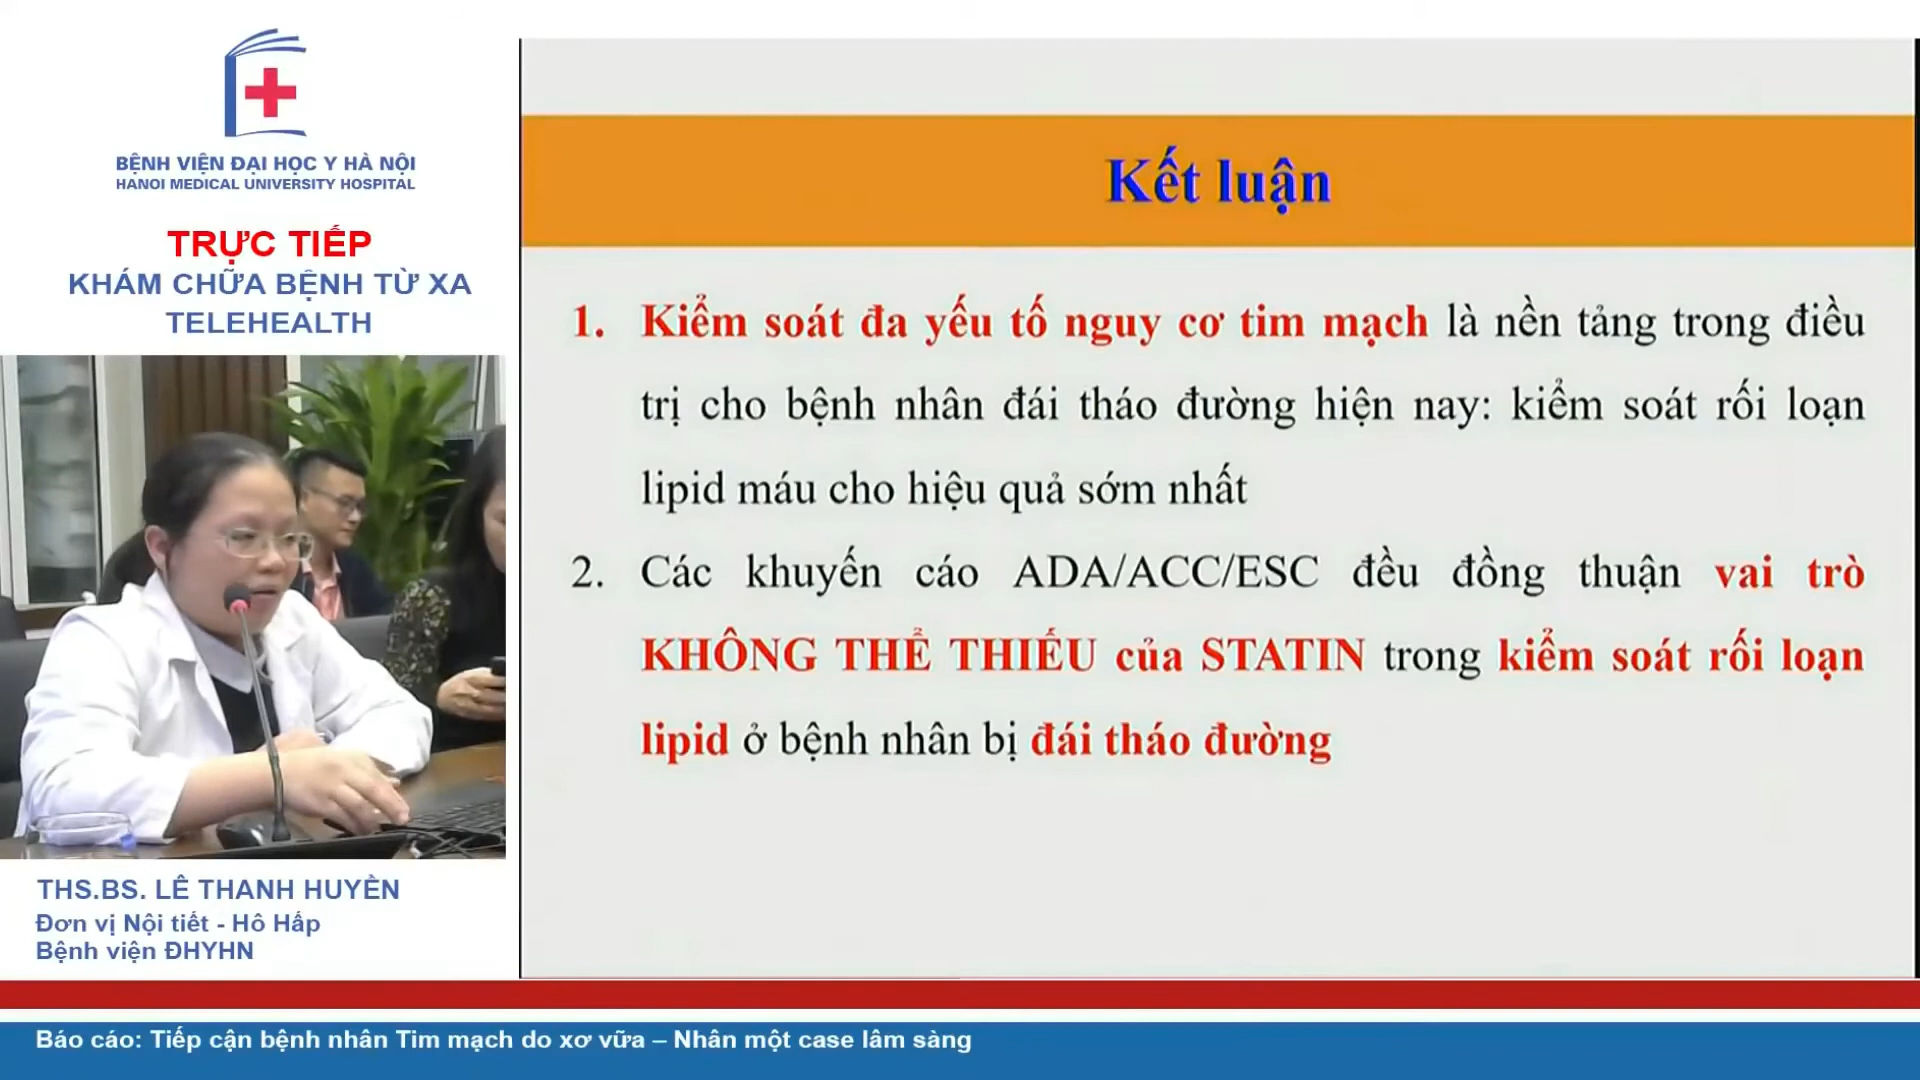 BỆNH VIỆN ĐẠI HỌC Y HÀ NỘI
HANOI MEDICAL UNIVERSITY HOSPITAL
TRỰC TIẾP
KHÁM CHỮA BỆNH TỪ XA
TELEHEALTH
THS.BS. LÊ THANH HUYỀN
Đơn vị Nội tiết - Hô Hấp
Bệnh viện ĐHYHN
Kết luận
1. Kiểm soát đa yếu tố nguy cơ tim mạch là nền tảng trong điều
trị cho bệnh nhân đái tháo đường hiện nay: kiểm soát rối loạn
lipid máu cho hiệu quả sớm nhất
2. Các khuyến cáo ADA/ACC/ESC đều đồng thuận vai trò
KHÔNG THỂ THIẾU của STATIN trong kiểm soát rối loạn
lipid ở bệnh nhân bị đái tháo đường
Báo cáo: Tiếp cận bệnh nhân Tim mạch do xơ vữa – Nhân một case lâm sàng